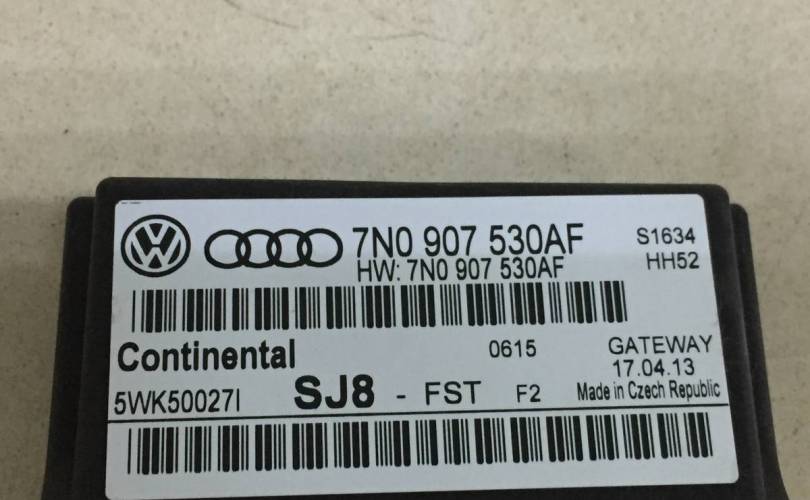 7N0 907 530AF S1634
HW: 7N0 907 530AF HH52
Continental 0615 GATEWAY
17.04.13
5WK50027I SJ8 - FST F2 Made in Czech Republic